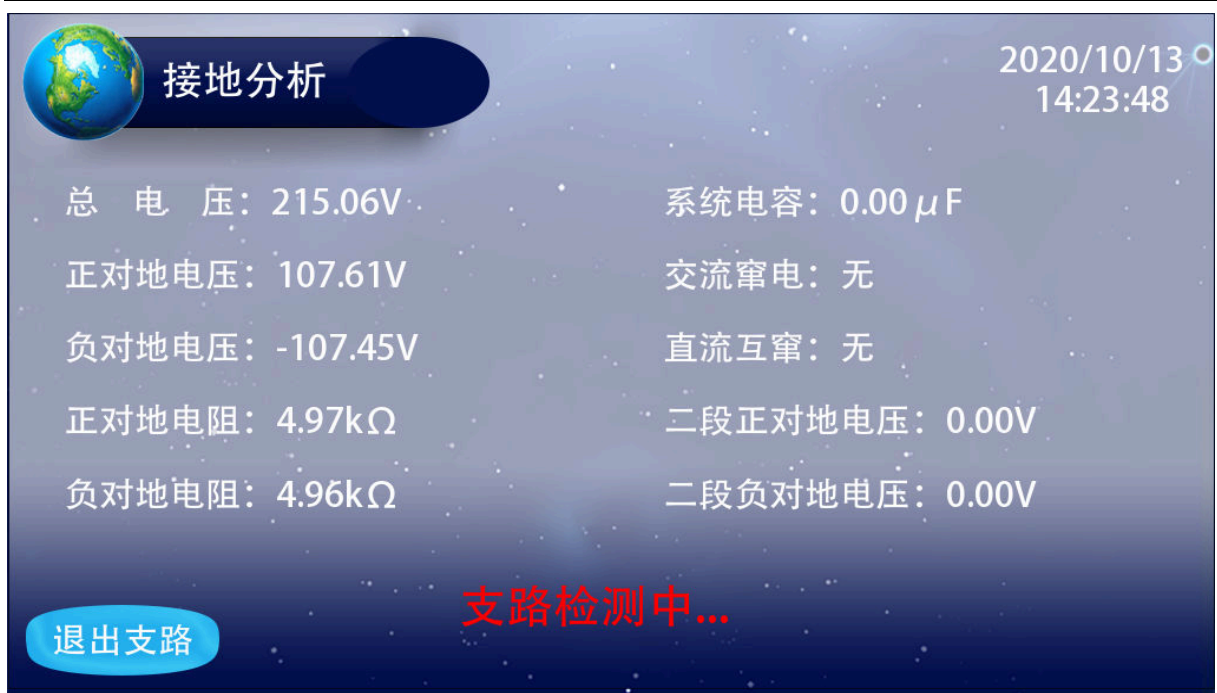 接地分析
2020/10/13
14:23:48
总 电 压：215.06V
系统电容：0.00μF
正对地电压：107.61V
交流窜电：无
负对地电压：-107.45V
直流互窜：无
正对地电阻：4.97kΩ
二段正对地电压：0.00V
负对地电阻：4.96kΩ
二段负对地电压：0.00V
支路检测中...
退出支路